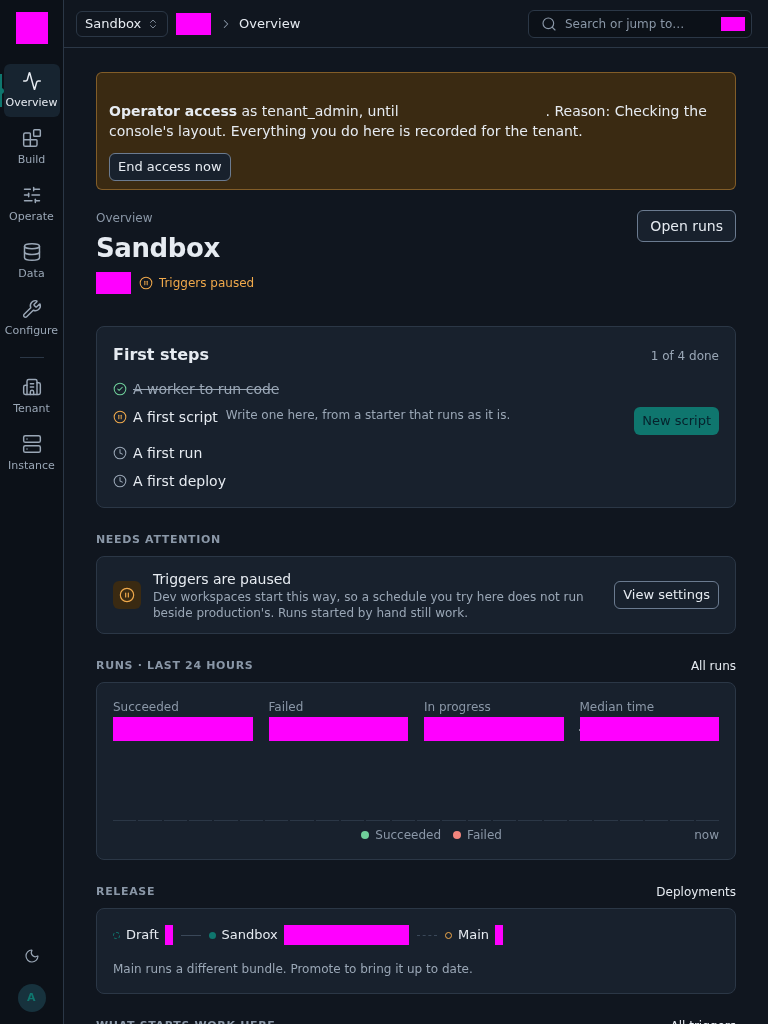 Sandbox
Overview
Search or jump to…
Overview
Build
Operate
Data
Configure
Tenant
Instance
A
Operator access as tenant_admin, until . Reason: Checking the
console's layout. Everything you do here is recorded for the tenant.
End access now
Overview
Sandbox
Open runs
Triggers paused
First steps
1 of 4 done
A worker to run code
A first script
Write one here, from a starter that runs as it is.
New script
A first run
A first deploy
NEEDS ATTENTION
Triggers are paused
Dev workspaces start this way, so a schedule you try here does not run
beside production's. Runs started by hand still work.
View settings
RUNS · LAST 24 HOURS
All runs
Succeeded
Failed
In progress
Median time
Succeeded
Failed
now
RELEASE
Deployments
Draft
Sandbox
Main
Main runs a different bundle. Promote to bring it up to date.
WHAT STARTS WORK HERE
All triggers